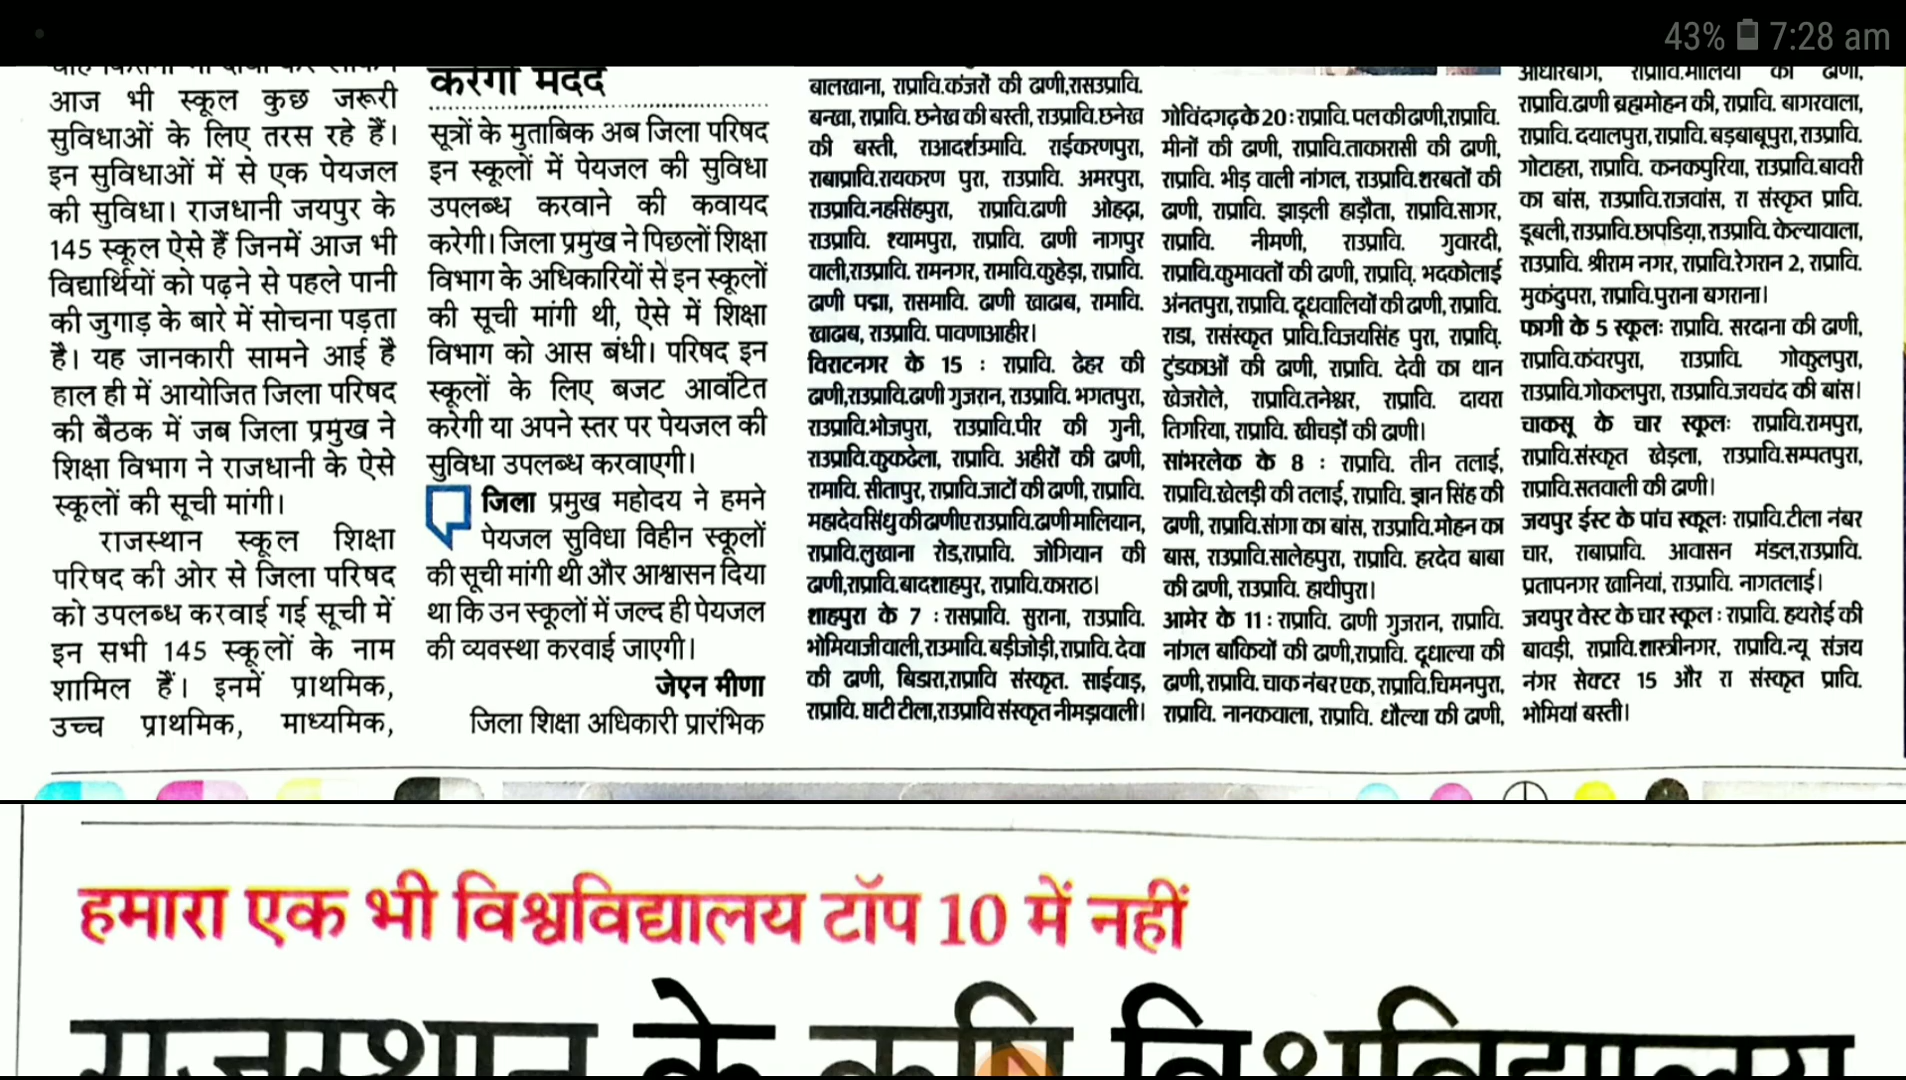 43% 7:28 am
आज भी स्कूल कुछ जरूरी
सुविधाओं के लिए तरस रहे हैं।
इन सुविधाओं में से एक पेयजल
की सुविधा। राजधानी जयपुर के
145 स्कूल ऐसे हैं जिनमें आज भी
विद्यार्थियों को पढ़ने से पहले पानी
की जुगाड़ के बारे में सोचना पड़ता
है। यह जानकारी सामने आई है
हाल ही में आयोजित जिला परिषद
की बैठक में जब जिला प्रमुख ने
शिक्षा विभाग ने राजधानी के ऐसे
स्कूलों की सूची मांगी।
राजस्थान स्कूल शिक्षा
परिषद की ओर से जिला परिषद
को उपलब्ध करवाई गई सूची में
इन सभी 145 स्कूलों के नाम
शामिल हैं। इनमें प्राथमिक,
उच्च प्राथमिक, माध्यमिक,
करेगी मदद
सूत्रों के मुताबिक अब जिला परिषद
इन स्कूलों में पेयजल की सुविधा
उपलब्ध करवाने की कवायद
करेगी। जिला प्रमुख ने पिछलों शिक्षा
विभाग के अधिकारियों से इन स्कूलों
की सूची मांगी थी, ऐसे में शिक्षा
विभाग को आस बंधी। परिषद इन
स्कूलों के लिए बजट आवंटित
करेगी या अपने स्तर पर पेयजल की
सुविधा उपलब्ध करवाएगी।
जिला प्रमुख महोदय ने हमने
पेयजल सुविधा विहीन स्कूलों
की सूची मांगी थी और आश्वासन दिया
था कि उन स्कूलों में जल्द ही पेयजल
की व्यवस्था करवाई जाएगी।
जेएन मीणा
जिला शिक्षा अधिकारी प्रारंभिक
बालखाना, राप्रावि.कंजरों की ढाणी,रासउप्रावि.
बन्खा, राप्रावि. छनेख की बस्ती, राउप्रावि.छनेख
की बस्ती, राआदर्शउमावि. राईकरणपुरा,
राबाप्रावि.रायकरण पुरा, राउप्रावि. अमरपुरा,
राउप्रावि.नहसिंहपुरा, राप्रावि.ढाणी ओहढ़ा,
राउप्रावि. श्यामपुरा, राप्रावि. ढाणी नागपुर
वाली,राउप्रावि. रामनगर, रामावि.कुहेड़ा, राप्रावि.
ढाणी पद्मा, रासमावि. ढाणी खाढाब, रामावि.
खाढाब, राउप्रावि. पावणाआहीर।
विराटनगर के 15 : राप्रावि. ढेहर की
ढाणी,राउप्रावि.ढाणी गुजरान, राउप्रावि. भगतपुरा,
राउप्रावि.भोजपुरा, राउप्रावि.पीर की गुनी,
राउप्रावि.कुकढेला, राप्रावि. अहीरों की ढाणी,
रामावि. सीतापुर, राप्रावि.जाटों की ढाणी, राप्रावि.
महादेव सिंधु की ढाणीए राउप्रावि.ढाणी मालियान,
राप्रावि.लुखाना रोड,राप्रावि. जोगियान की
ढाणी,राप्रावि.बादशाहपुर, राप्रावि.काराठ।
शाहपुरा के 7 : रासप्रावि. सुराना, राउप्रावि.
भोमियाजी वाली,राउमावि. बड़ीजोड़ी,राप्रावि. देवा
की ढाणी, बिडारा,राप्रावि संस्कृत. साईवाड़,
राप्रावि. घाटी टीला,राउप्रावि संस्कृत नीमड़ावाली।
गोविंदगढ़ के 20 : राप्रावि. पल की ढाणी,राप्रावि.
मीनों की ढाणी, राप्रावि.ताकारासी की ढाणी,
राप्रावि. भीड़ वाली नांगल, राउप्रावि.शरबतों की
ढाणी, राप्रावि. झाड़ली हाड़ौता, राप्रावि.सागर,
राप्रावि. नीमणी, राउप्रावि. गुवारदी,
राप्रावि.कुमावतों की ढाणी, राप्रावि. भदकोलाई
अंनतपुरा, राप्रावि. दूधवालियों की ढाणी, राप्रावि.
राडा, रासंस्कृत प्रावि.विजयसिंह पुरा, राप्रावि.
टुंडकाओं की ढाणी, राप्रावि. देवी का थान
खेजरोले, राप्रावि.तनेश्वर, राप्रावि. दायरा
तिगरिया, राप्रावि. खीचड़ों की ढाणी।
सांभरलेक के 8 : राप्रावि. तीन तलाई,
राप्रावि.खेलड़ी की तलाई, राप्रावि. ज्ञान सिंह की
ढाणी, राप्रावि.सांगा का बांस, राउप्रावि.मोहन का
बास, राउप्रावि.सालेहपुरा, राप्रावि. हरदेव बाबा
की ढाणी, राउप्रावि. हाथीपुरा।
आमेर के 11 : राप्रावि. ढाणी गुजरान, राप्रावि.
नांगल बांकियों की ढाणी,राप्रावि. दूधाल्या की
ढाणी, राप्रावि. चाक नंबर एक, राप्रावि.चिमनपुरा,
राप्रावि. नानकवाला, राप्रावि. धौल्या की ढाणी,
राप्रावि.मालियों की ढाणी,
राप्रावि.ढाणी ब्रह्ममोहन की, राप्रावि. बागरवाला,
राप्रावि. दयालपुरा, राप्रावि. बड़बाबूपुरा, राउप्रावि.
गोटाहरा, राप्रावि. कनकपुरिया, राउप्रावि.बावरी
का बांस, राउप्रावि.राजवांस, रा संस्कृत प्रावि.
डूबली, राउप्रावि.छापडिया, राउप्रावि. केल्यावाला,
राउप्रावि. श्रीराम नगर, राप्रावि.रेगरान 2, राप्रावि.
मुकंदुपरा, राप्रावि.पुराना बगराना।
फागी के 5 स्कूलः राप्रावि. सरदाना की ढाणी,
राप्रावि.कंवरपुरा, राउप्रावि. गोकुलपुरा,
राउप्रावि.गोकलपुरा, राउप्रावि.जयचंद की बांस।
चाकसू के चार स्कूलः राप्रावि.रामपुरा,
राप्रावि.संस्कृत खेड़ला, राउप्रावि.सम्पतपुरा,
राप्रावि.सतवाली की ढाणी।
जयपुर ईस्ट के पांच स्कूलः राप्रावि.टीला नंबर
चार, राबाप्रावि. आवासन मंडल,राउप्रावि.
प्रतापनगर खानियां, राउप्रावि. नागतलाई।
जयपुर वेस्ट के चार स्कूल : राप्रावि. हथरोई की
बावड़ी, राप्रावि.शास्त्रीनगर, राप्रावि.न्यू संजय
नंगर सेक्टर 15 और रा संस्कृत प्रावि.
भोमियां बस्ती।
हमारा एक भी विश्वविद्यालय टॉप 10 में नहीं
राजस्थान के कृषि विश्वविद्यालय